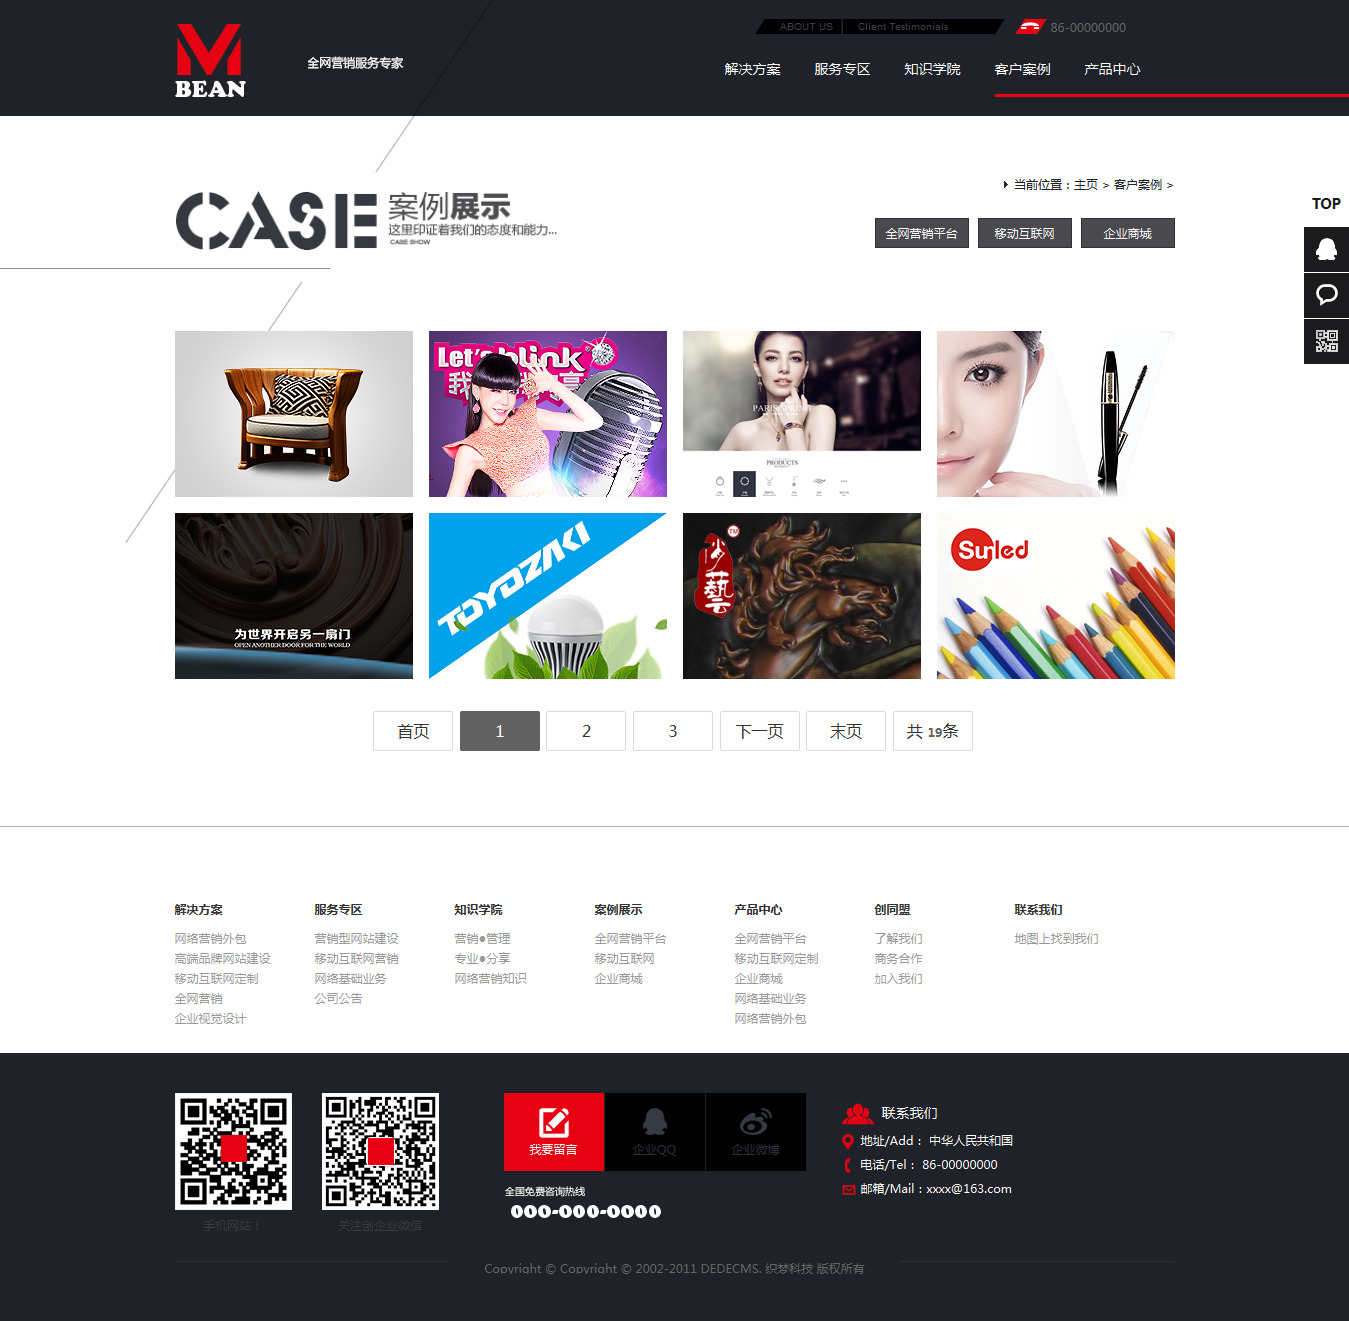 ABOUT US
Client Testimonials
86-00000000
M
BEAN
全网营销服务专家
解决方案
服务专区
知识学院
客户案例
产品中心
当前位置：主页 > 客户案例 >
CASE
案例展示
这里印证着我们的态度和能力...
CASE SHOW
全网营销平台
移动互联网
企业商城
TOP
Let's blink
PARIS SPRING
PRODUCTS
为世界开启另一扇门
OPEN ANOTHER DOOR FOR THE WORLD
TOYOZAKI
TM
Sunled
首页
1
2
3
下一页
末页
共 19条
解决方案
网络营销外包
高端品牌网站建设
移动互联网定制
全网营销
企业视觉设计
服务专区
营销型网站建设
移动互联网营销
网络基础业务
公司公告
知识学院
营销●管理
专业●分享
网络营销知识
案例展示
全网营销平台
移动互联网
企业商城
产品中心
全网营销平台
移动互联网定制
企业商城
网络基础业务
网络营销外包
创同盟
了解我们
商务合作
加入我们
联系我们
地图上找到我们
手机网站！
关注创企业微信
我要留言
企业QQ
企业微博
全国免费咨询热线
000-000-0000
联系我们
地址/Add： 中华人民共和国
电话/Tel： 86-00000000
邮箱/Mail：xxxx@163.com
Copyright © Copyright © 2002-2011 DEDECMS. 织梦科技 版权所有